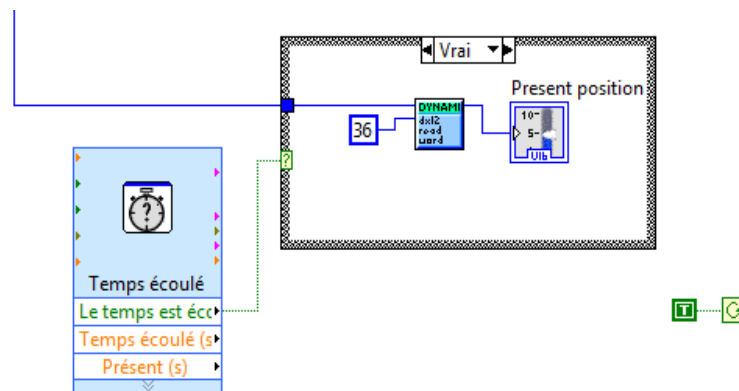 Vrai
Present position
DYNAMI
dxl2
read
word
36
10-
5-
U16
?
?
Temps écoulé
Le temps est écc
Temps écoulé (s
Présent (s)
T